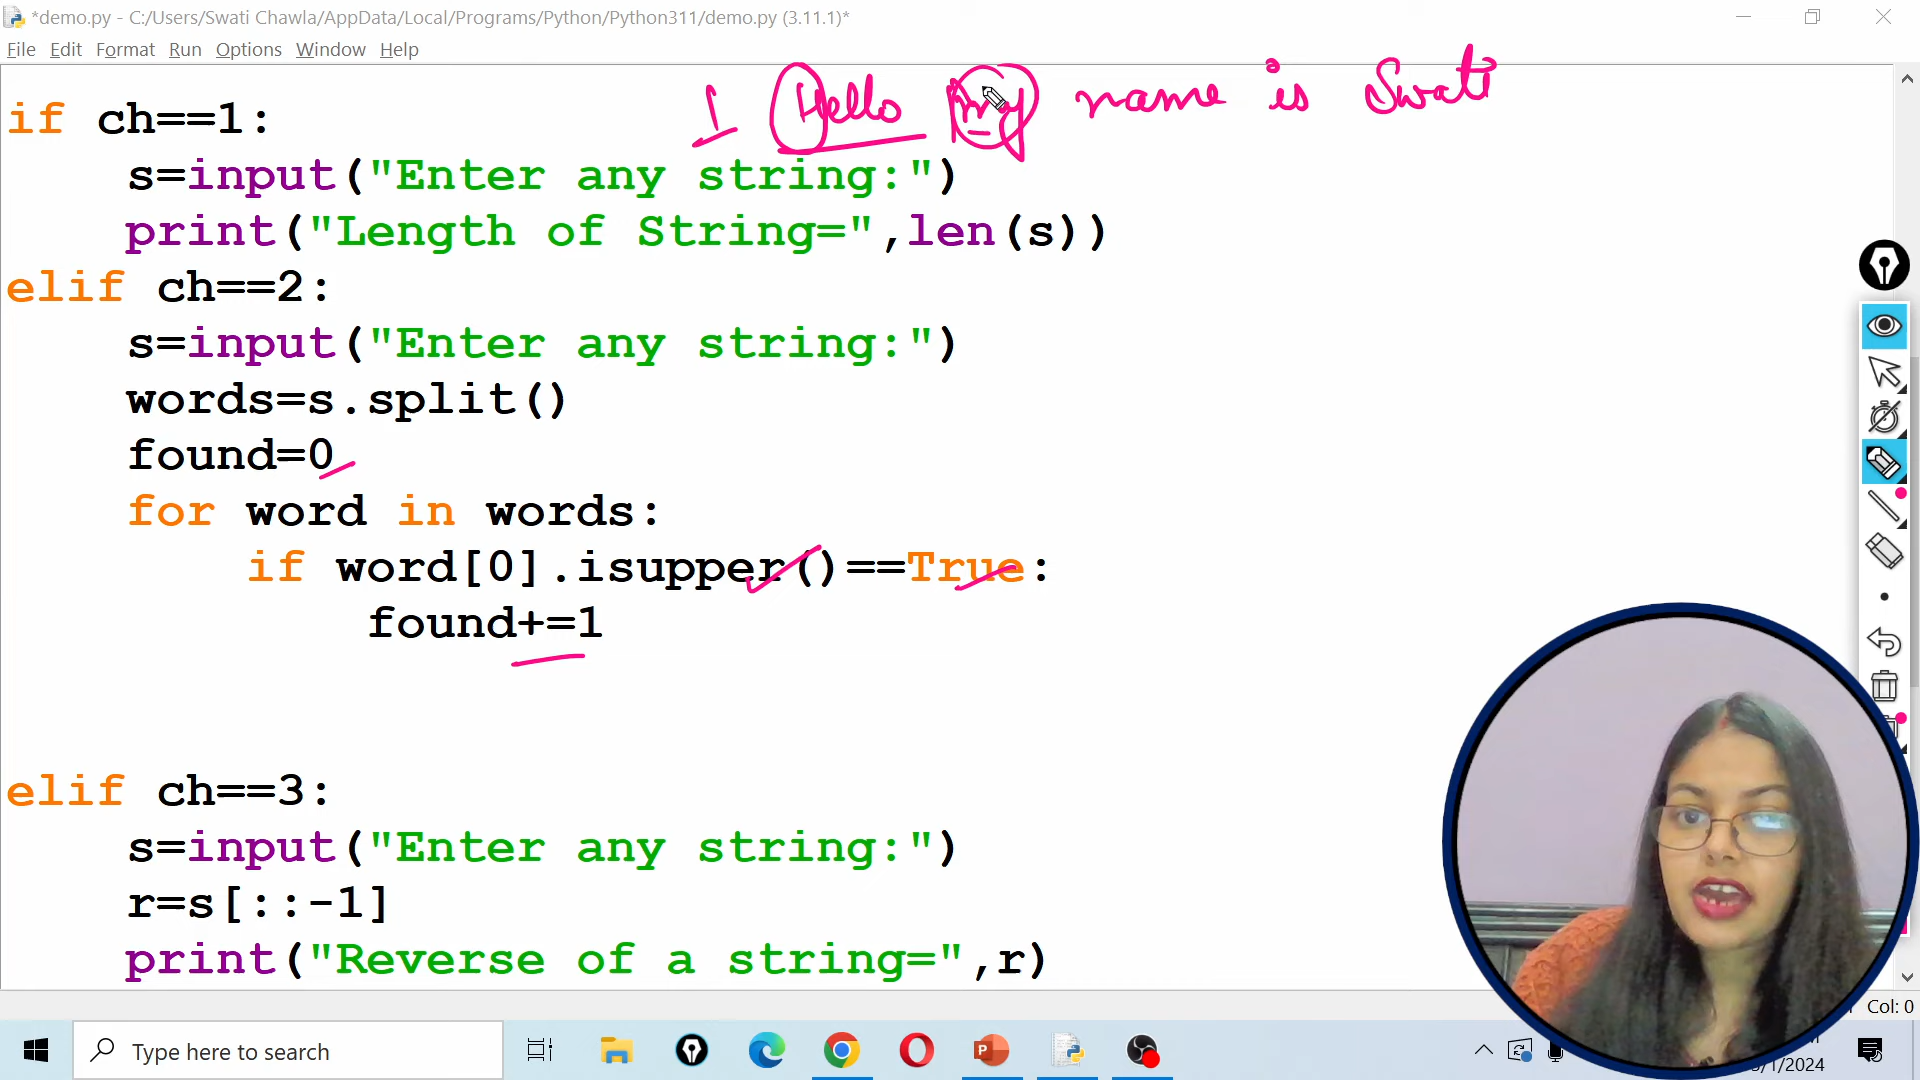 *demo.py - C:/Users/Swati Chawla/AppData/Local/Programs/Python/Python311/demo.py (3.11.1)*
File Edit Format Run Options Window Help
I Hello my name is Swati
if ch==1:
s=input("Enter any string:")
print("Length of String=",len(s))
elif ch==2:
s=input("Enter any string:")
words=s.split()
found=0
for word in words:
if word[0].isupper()==True:
found+=1
elif ch==3:
s=input("Enter any string:")
r=s[::-1]
print("Reverse of a string=",r)
Col: 0
Type here to search
/1/2024